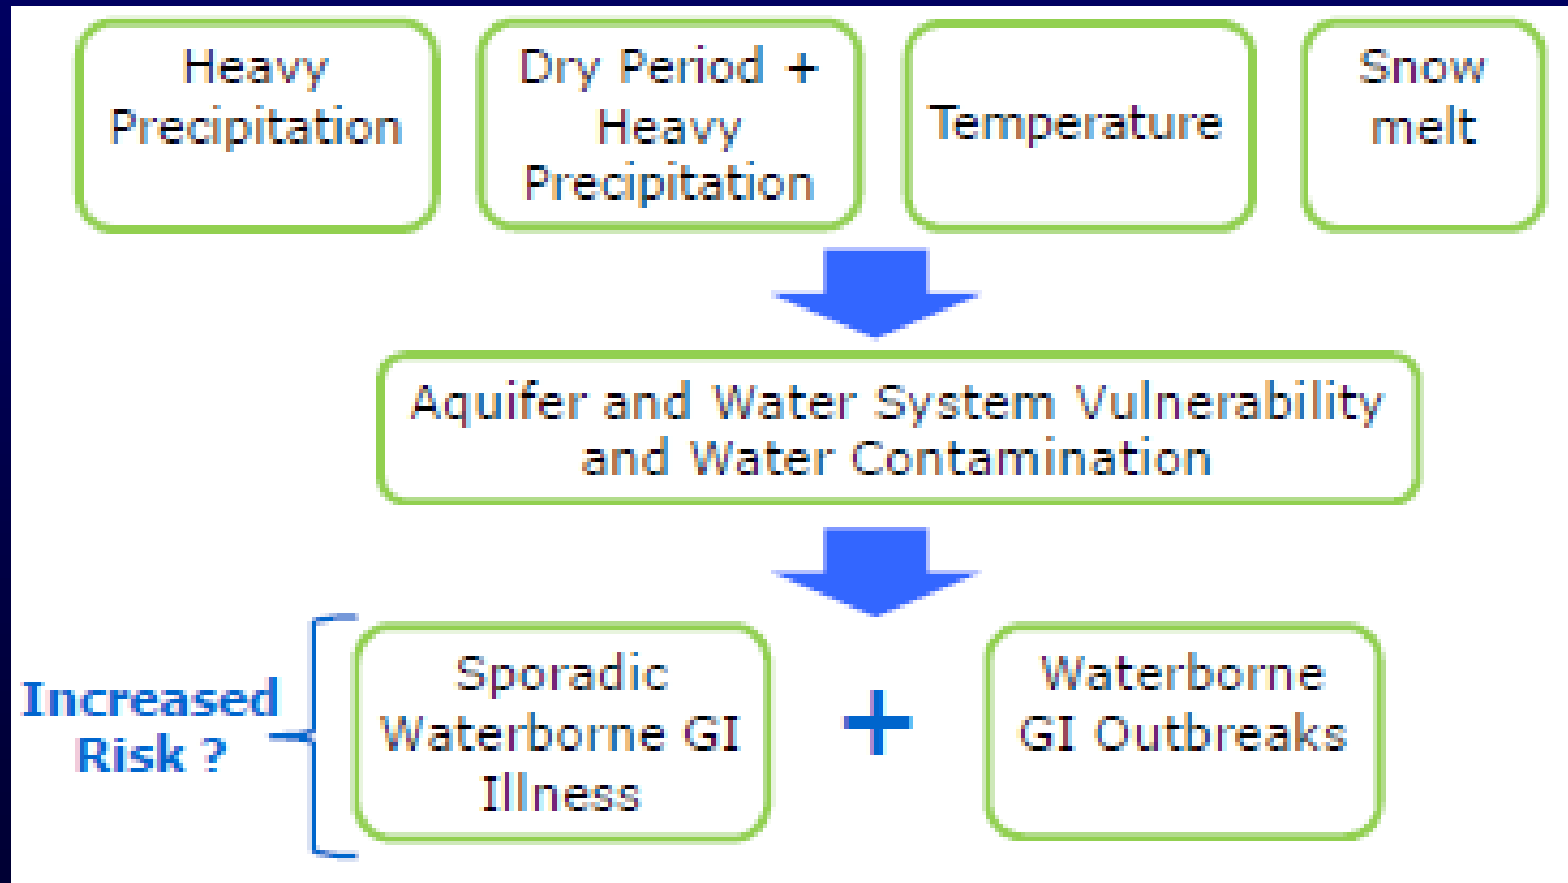 Heavy
Precipitation
Dry Period +
Heavy
Precipitation
Temperature
Snow
melt
Aquifer and Water System Vulnerability
and Water Contamination
Increased
Risk ?
Sporadic
Waterborne GI
Illness
+
Waterborne
GI Outbreaks